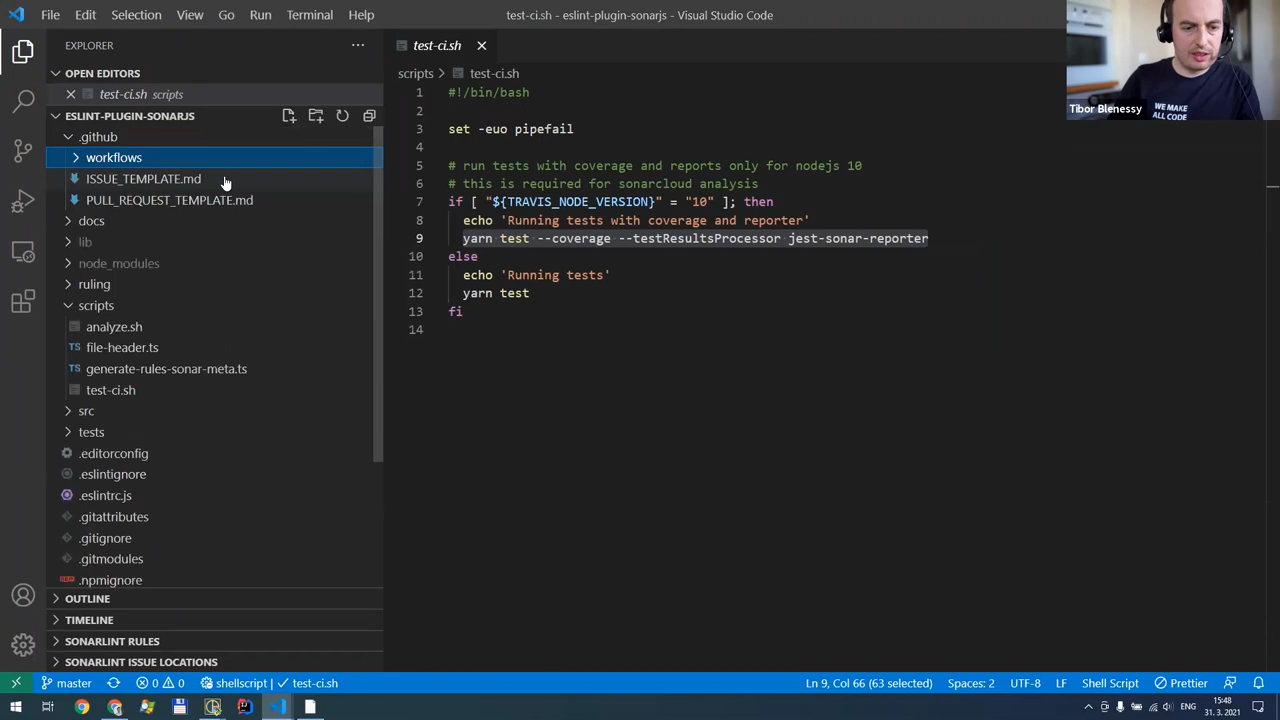 File Edit Selection View Go Run Terminal Help
test-ci.sh - eslint-plugin-sonarjs - Visual Studio Code
EXPLORER
OPEN EDITORS
test-ci.sh scripts
ESLINT-PLUGIN-SONARJS
.github
workflows
ISSUE_TEMPLATE.md
PULL_REQUEST_TEMPLATE.md
docs
lib
node_modules
ruling
scripts
analyze.sh
TS file-header.ts
TS generate-rules-sonar-meta.ts
test-ci.sh
src
tests
.editorconfig
.eslintignore
.eslintrc.js
.gitattributes
.gitignore
.gitmodules
.npmignore
OUTLINE
TIMELINE
SONARLINT RULES
SONARLINT ISSUE LOCATIONS
test-ci.sh
scripts > test-ci.sh
1 #!/bin/bash
2
3 set -euo pipefail
4
5 # run tests with coverage and reports only for nodejs 10
6 # this is required for sonarcloud analysis
7 if [ "${TRAVIS_NODE_VERSION}" = "10" ]; then
8 echo 'Running tests with coverage and reporter'
9 yarn test --coverage --testResultsProcessor jest-sonar-reporter
10 else
11 echo 'Running tests'
12 yarn test
13 fi
14
Tibor Blenessy
WE MAKE
ALL CODE
master 0 0 shellscript | ✓ test-ci.sh
Ln 9, Col 66 (63 selected) Spaces: 2 UTF-8 LF Shell Script Prettier
ENG
15:48
31. 3. 2021